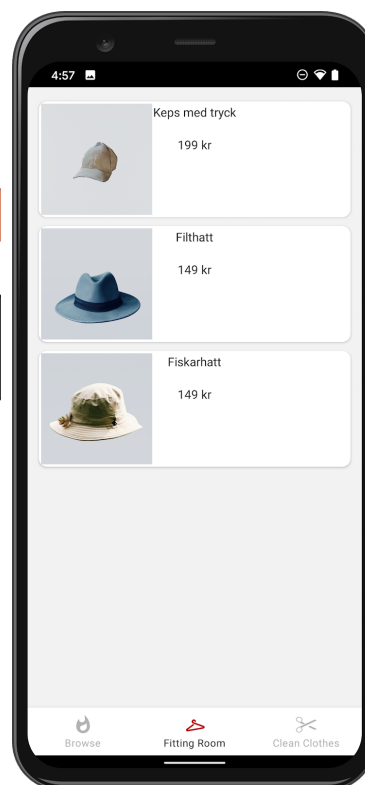 4:57
Keps med tryck
199 kr
Filthatt
149 kr
Fiskarhatt
149 kr
Browse
Fitting Room
Clean Clothes